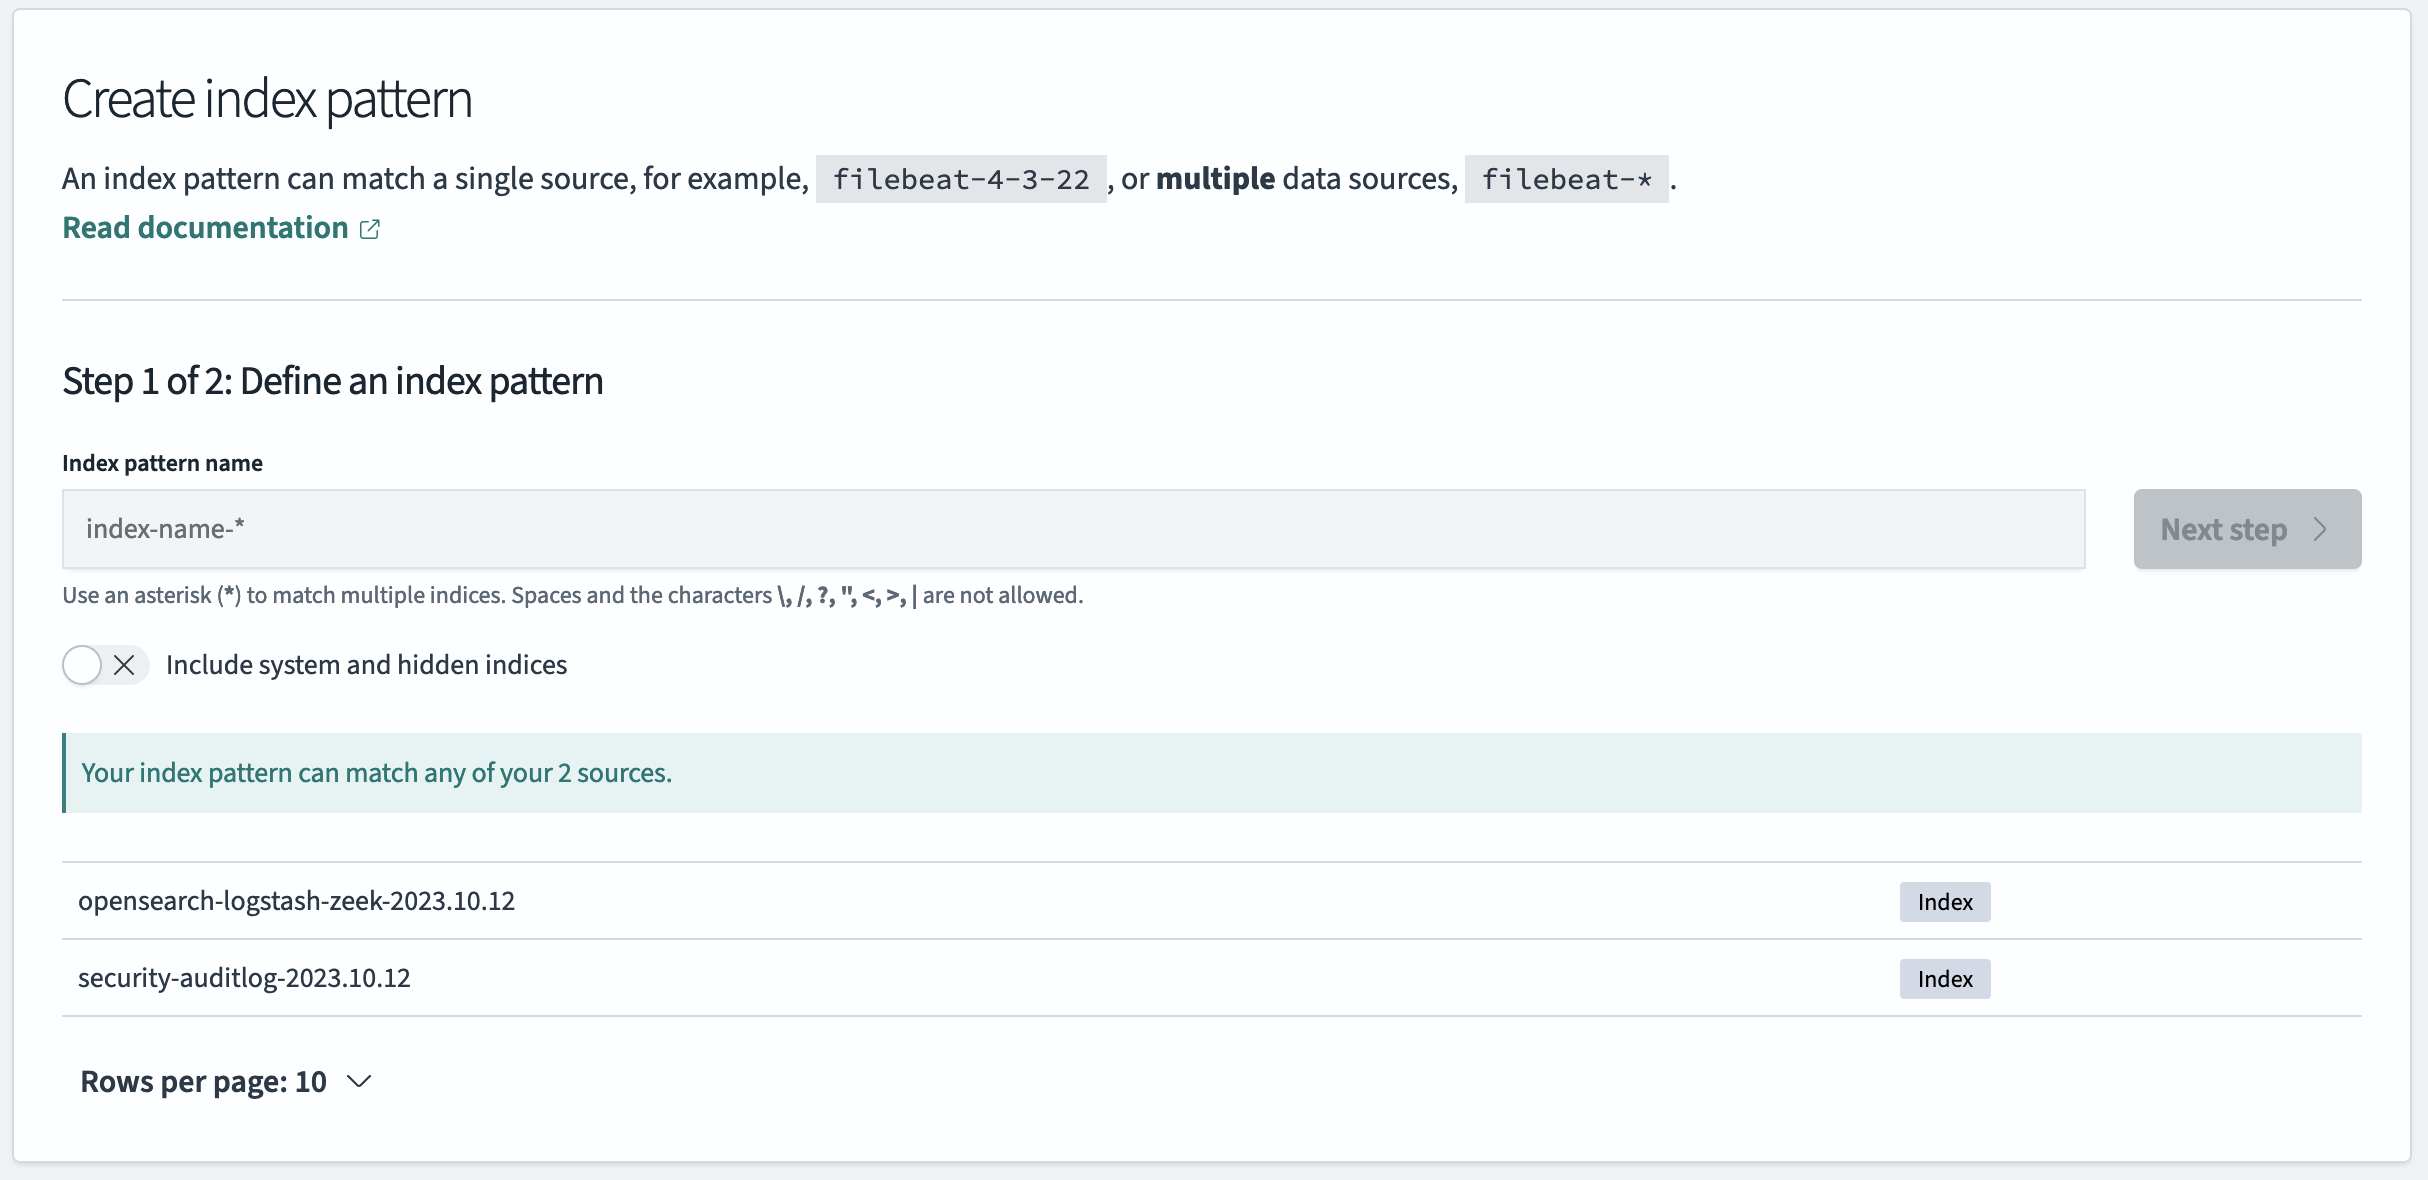 Create index pattern
An index pattern can match a single source, for example, filebeat-4-3-22 , or multiple data sources, filebeat-* .
Read documentation
Step 1 of 2: Define an index pattern
Index pattern name
index-name-*
Next step
Use an asterisk (*) to match multiple indices. Spaces and the characters \, /, ?, ", <, >, | are not allowed.
Include system and hidden indices
Your index pattern can match any of your 2 sources.
opensearch-logstash-zeek-2023.10.12 Index
security-auditlog-2023.10.12 Index
Rows per page: 10